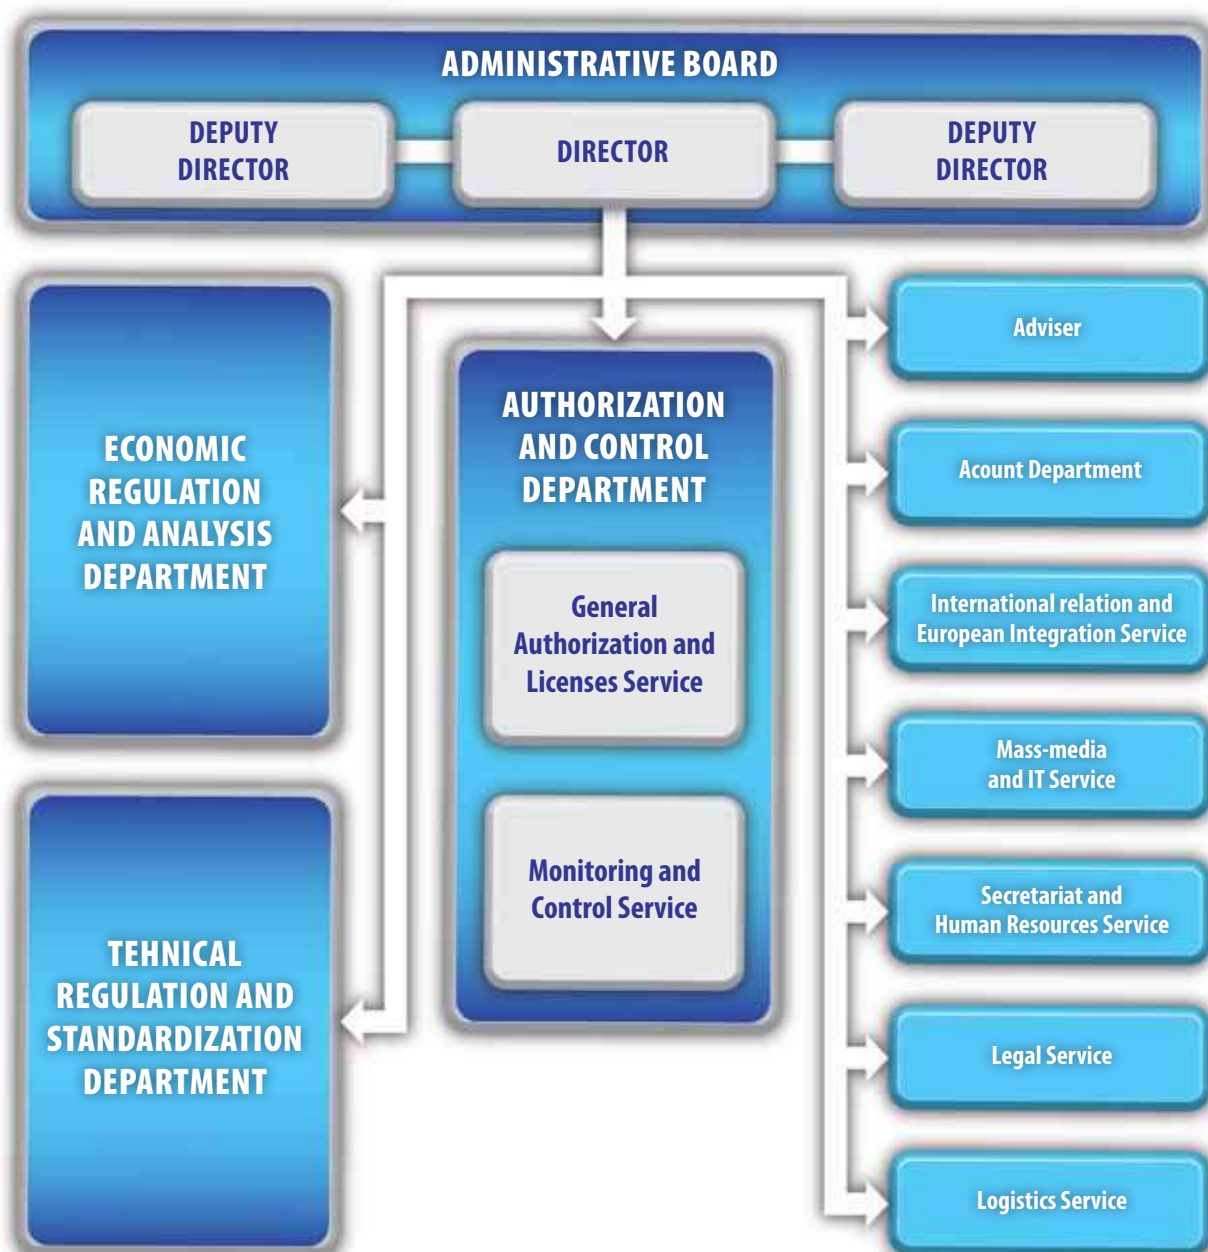 ADMINISTRATIVE BOARD
DEPUTY
DIRECTOR
DIRECTOR
DEPUTY
DIRECTOR
ECONOMIC
REGULATION
AND ANALYSIS
DEPARTMENT
TEHNICAL
REGULATION AND
STANDARDIZATION
DEPARTMENT
AUTHORIZATION
AND CONTROL
DEPARTMENT
General
Authorization and
Licenses Service
Monitoring and
Control Service
Adviser
Acount Department
International relation and
European Integration Service
Mass-media
and IT Service
Secretariat and
Human Resources Service
Legal Service
Logistics Service